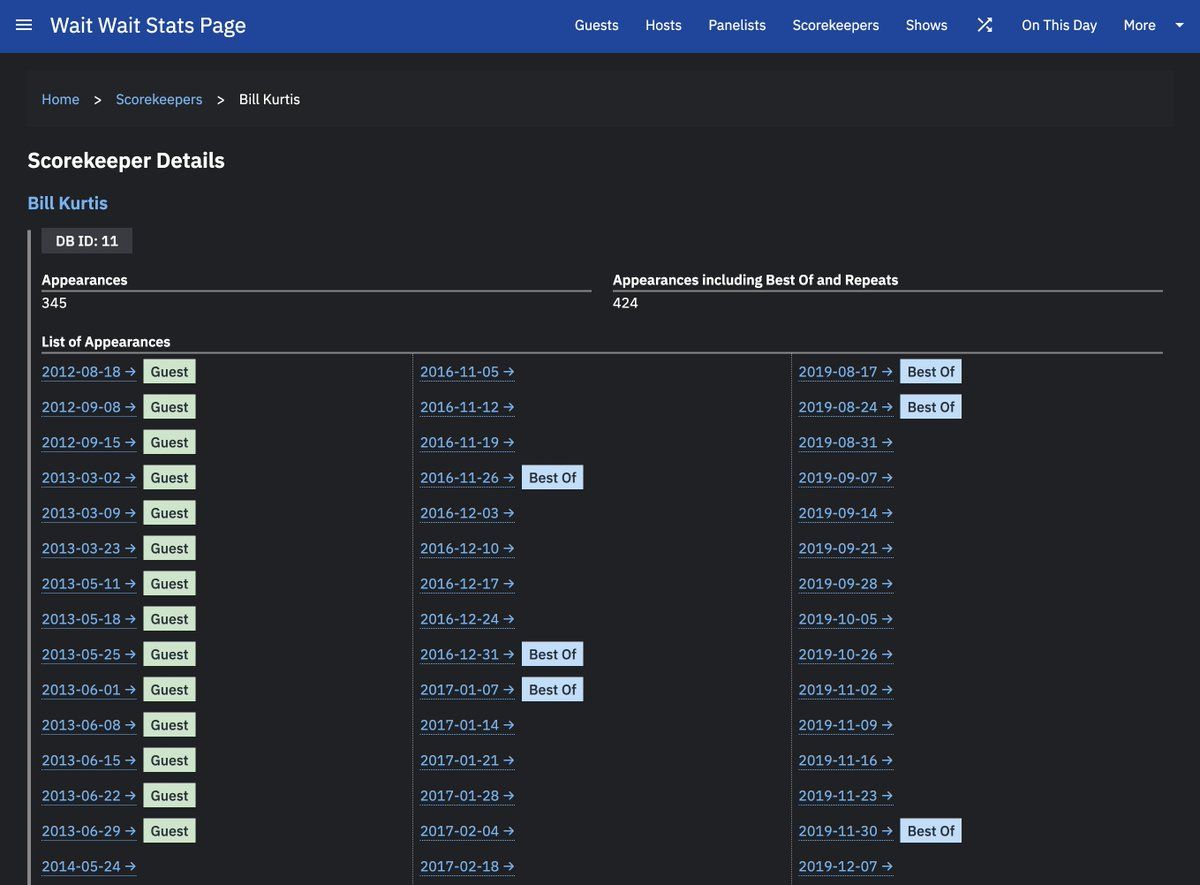 Wait Wait Stats Page
Guests Hosts Panelists Scorekeepers Shows On This Day More
Home > Scorekeepers > Bill Kurtis
Scorekeeper Details
Bill Kurtis
DB ID: 11
Appearances
345
Appearances including Best Of and Repeats
424
List of Appearances
2012-08-18 → Guest
2012-09-08 → Guest
2012-09-15 → Guest
2013-03-02 → Guest
2013-03-09 → Guest
2013-03-23 → Guest
2013-05-11 → Guest
2013-05-18 → Guest
2013-05-25 → Guest
2013-06-01 → Guest
2013-06-08 → Guest
2013-06-15 → Guest
2013-06-22 → Guest
2013-06-29 → Guest
2014-05-24 →
2016-11-05 →
2016-11-12 →
2016-11-19 →
2016-11-26 → Best Of
2016-12-03 →
2016-12-10 →
2016-12-17 →
2016-12-24 →
2016-12-31 → Best Of
2017-01-07 → Best Of
2017-01-14 →
2017-01-21 →
2017-01-28 →
2017-02-04 →
2017-02-18 →
2019-08-17 → Best Of
2019-08-24 → Best Of
2019-08-31 →
2019-09-07 →
2019-09-14 →
2019-09-21 →
2019-09-28 →
2019-10-05 →
2019-10-26 →
2019-11-02 →
2019-11-09 →
2019-11-16 →
2019-11-23 →
2019-11-30 → Best Of
2019-12-07 →